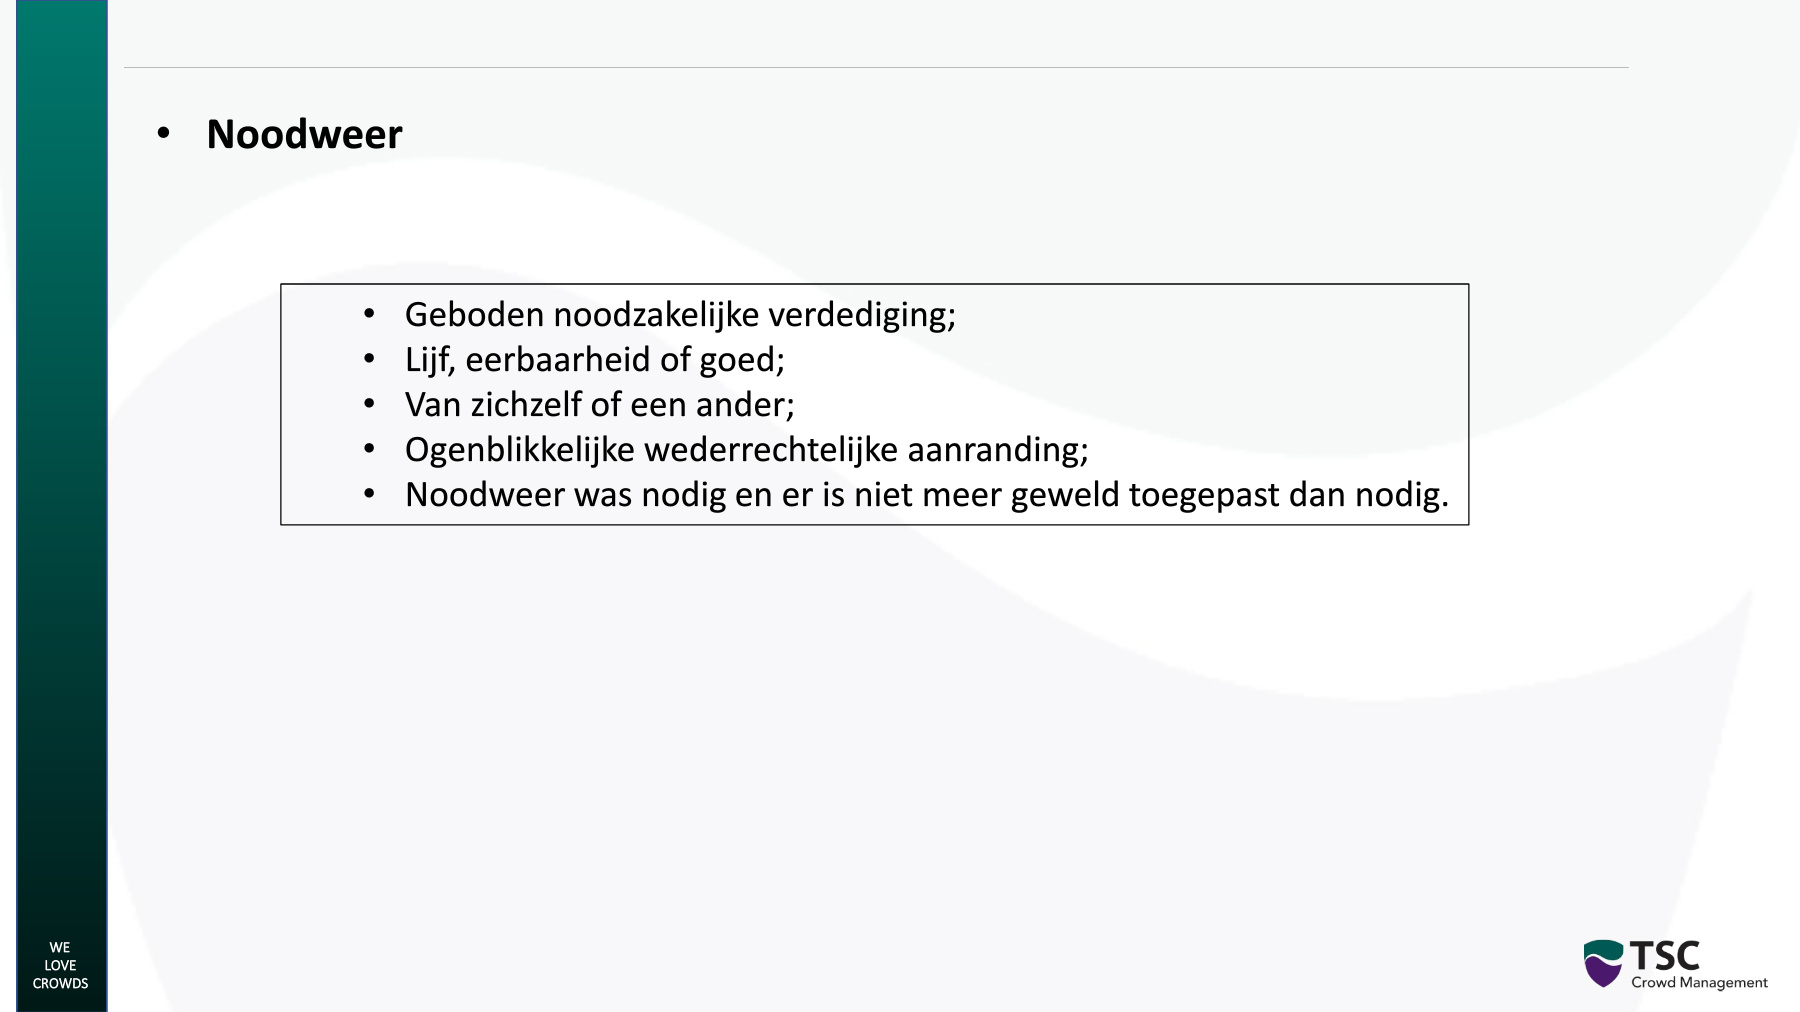 • Noodweer
• Geboden noodzakelijke verdediging;
• Lijf, eerbaarheid of goed;
• Van zichzelf of een ander;
• Ogenblikkelijke wederrechtelijke aanranding;
• Noodweer was nodig en er is niet meer geweld toegepast dan nodig.
WE
LOVE
CROWDS
TSC
Crowd Management